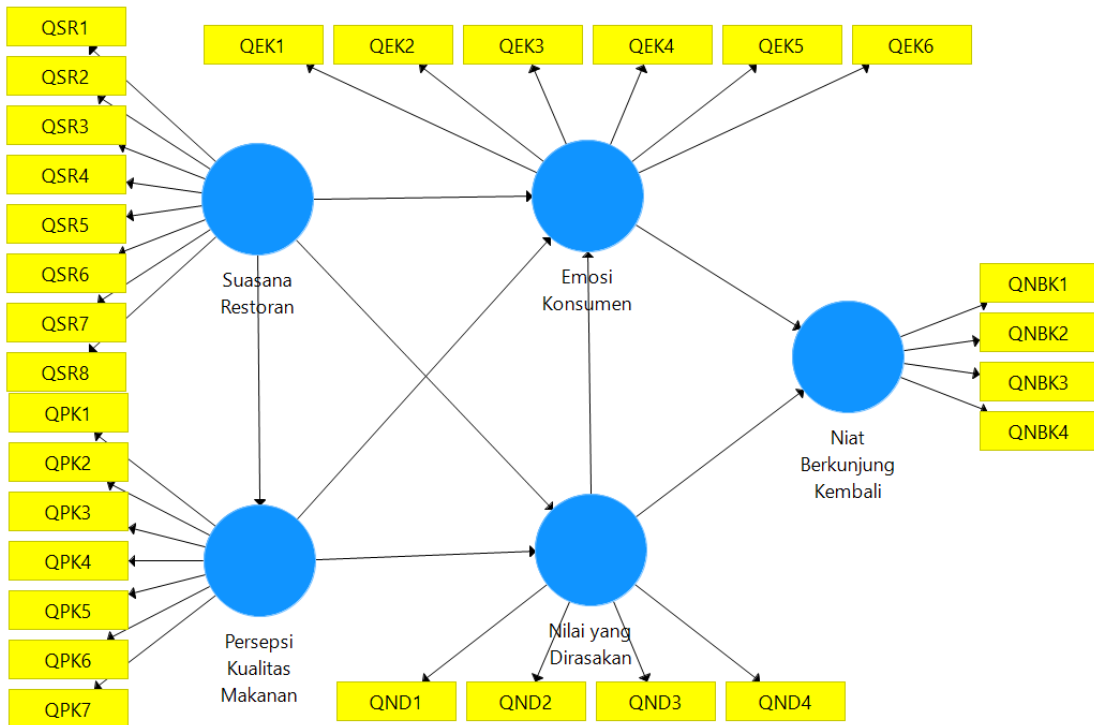 QSR1
QSR2
QSR3
QSR4
QSR5
QSR6
QSR7
QSR8
QPK1
QPK2
QPK3
QPK4
QPK5
QPK6
QPK7
QEK1
QEK2
QEK3
QEK4
QEK5
QEK6
Suasana
Restoran
Emosi
Konsumen
Persepsi
Kualitas
Makanan
Nilai yang
Dirasakan
QND1
QND2
QND3
QND4
Niat
Berkunjung
Kembali
QNBK1
QNBK2
QNBK3
QNBK4